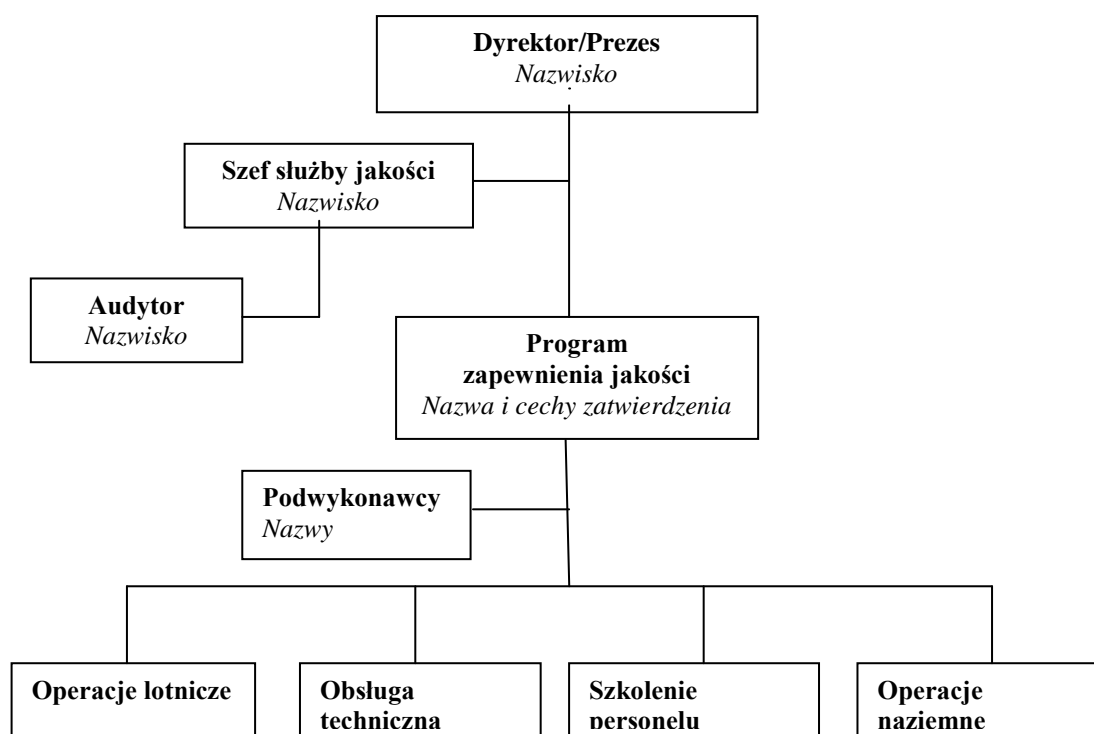 Dyrektor/Prezes
Nazwisko
Szef służby jakości
Nazwisko
Audytor
Nazwisko
Program
zapewnienia jakości
Nazwa i cechy zatwierdzenia
Podwykonawcy
Nazwy
Operacje lotnicze
Obsługa
techniczna
Szkolenie
personelu
Operacje
naziemne